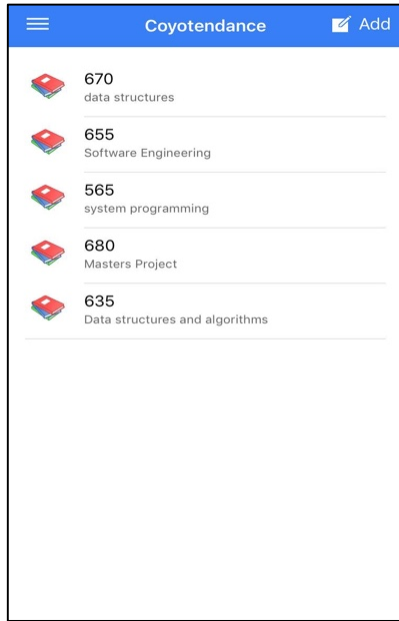 Coyotendance
Add
670
data structures
655
Software Engineering
565
system programming
680
Masters Project
635
Data structures and algorithms